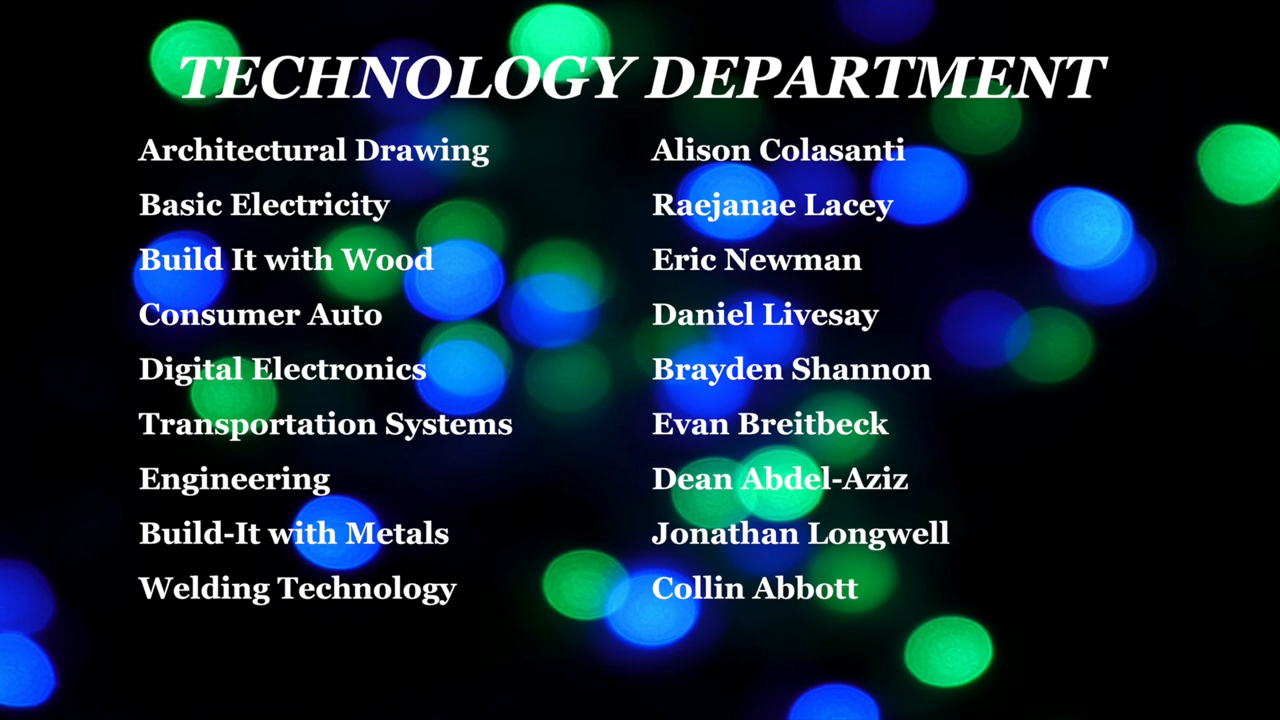 TECHNOLOGY DEPARTMENT
Architectural Drawing Alison Colasanti
Basic Electricity Raejanae Lacey
Build It with Wood Eric Newman
Consumer Auto Daniel Livesay
Digital Electronics Brayden Shannon
Transportation Systems Evan Breitbeck
Engineering Dean Abdel-Aziz
Build-It with Metals Jonathan Longwell
Welding Technology Collin Abbott